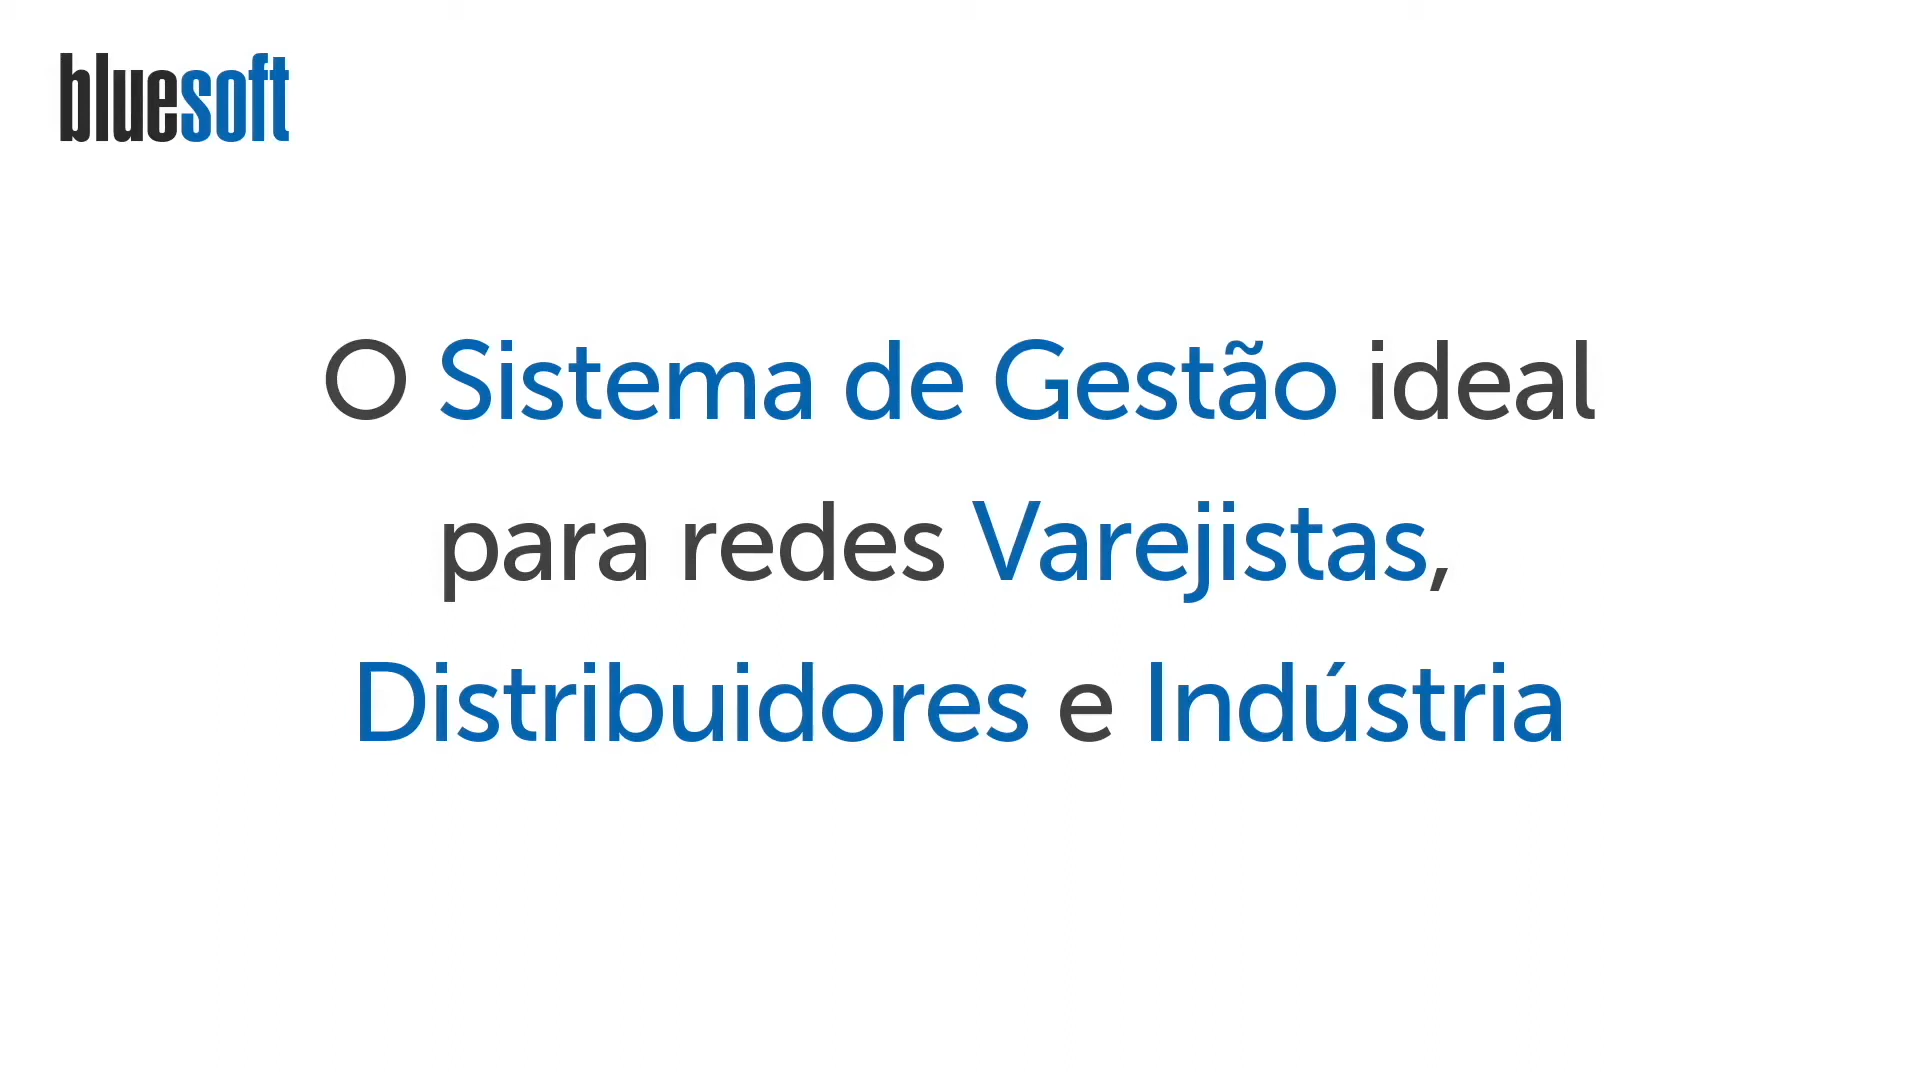 bluesoft
O Sistema de Gestão ideal
para redes Varejistas,
Distribuidores e Indústria